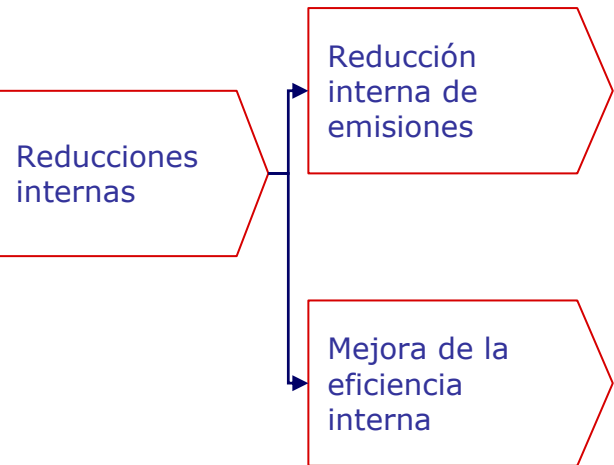 Reducción
interna de
emisiones
Reducciones
internas
Mejora de la
eficiencia
interna